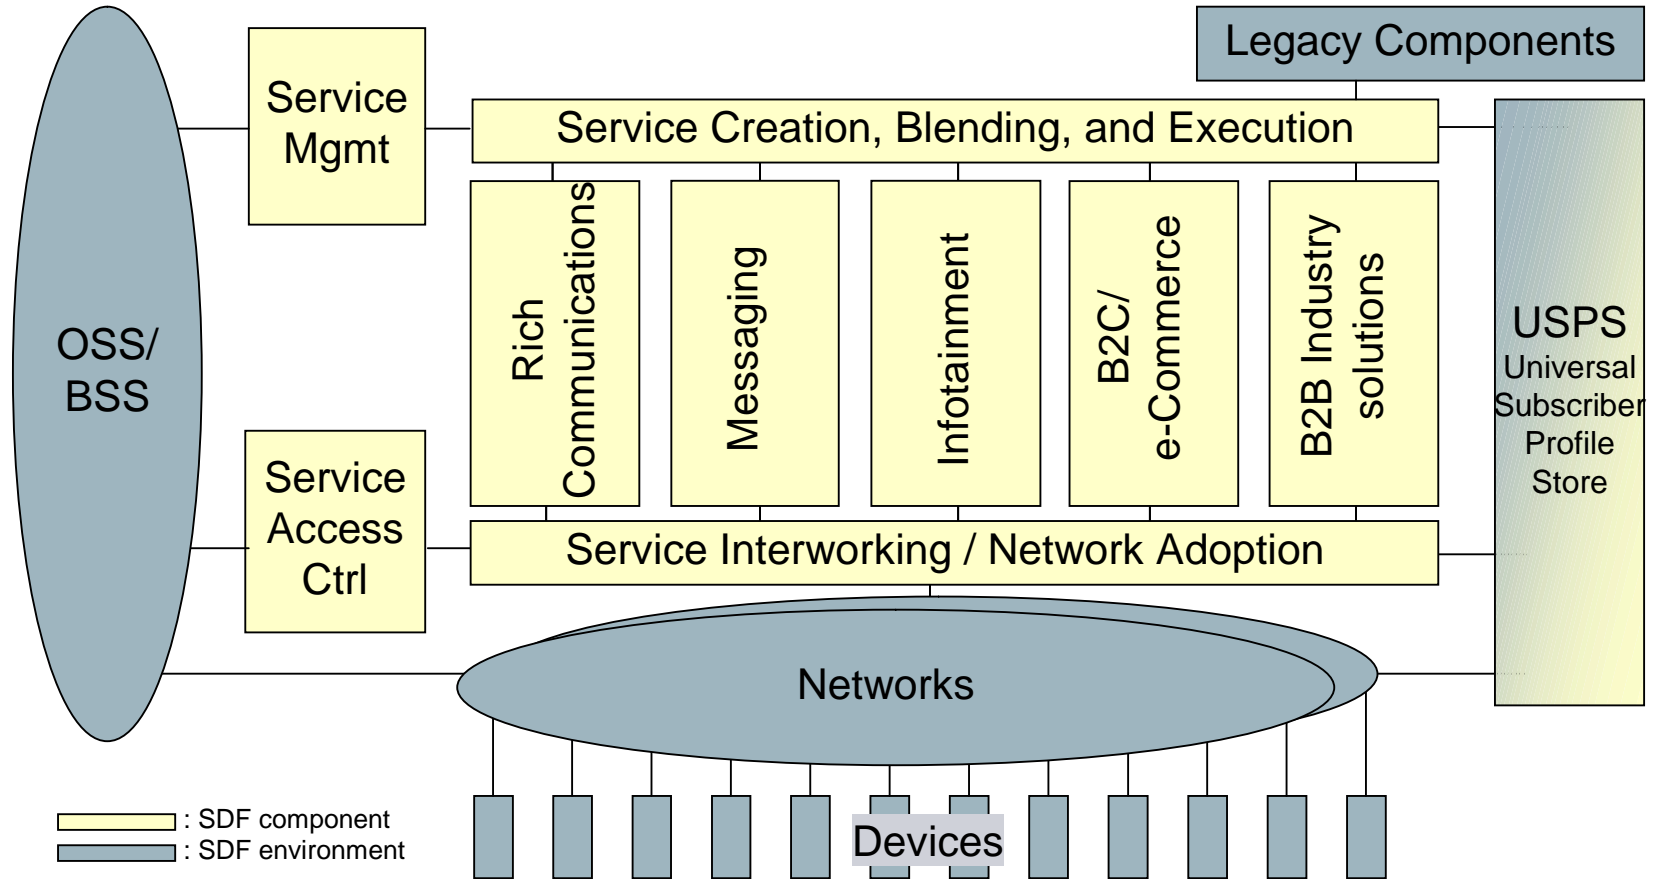 Legacy Components
Service
Mgmt
Service Creation, Blending, and Execution
OSS/
BSS
Rich
Communications
Messaging
Infotainment
B2C/
e-Commerce
B2B Industry
solutions
USPS
Universal
Subscriber
Profile
Store
Service
Access
Ctrl
Service Interworking / Network Adoption
Networks
Devices
: SDF component
: SDF environment